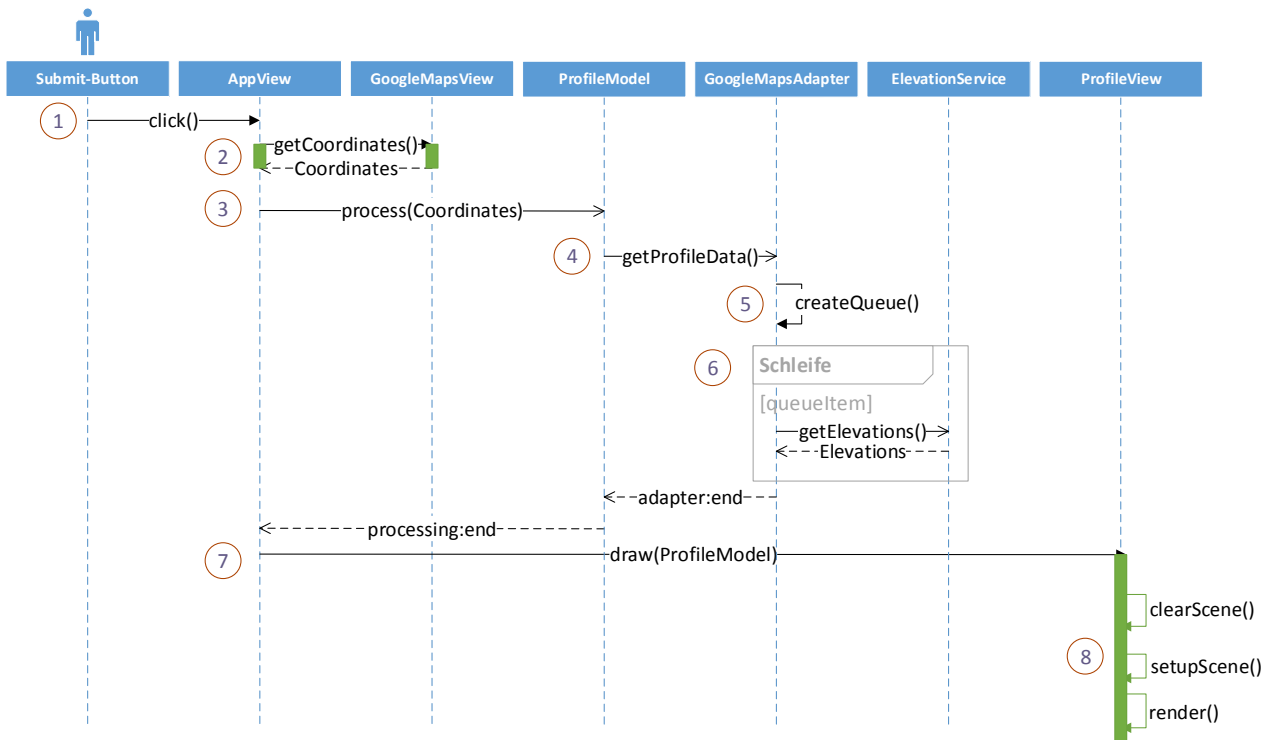 Submit-Button
AppView
GoogleMapsView
ProfileModel
GoogleMapsAdapter
ElevationService
ProfileView
1
click()
2
getCoordinates()
Coordinates
3
process(Coordinates)
4
getProfileData()
5
createQueue()
6
Schleife
[queueItem]
getElevations()
Elevations
adapter:end
processing:end
7
draw(ProfileModel)
clearScene()
8
setupScene()
render()